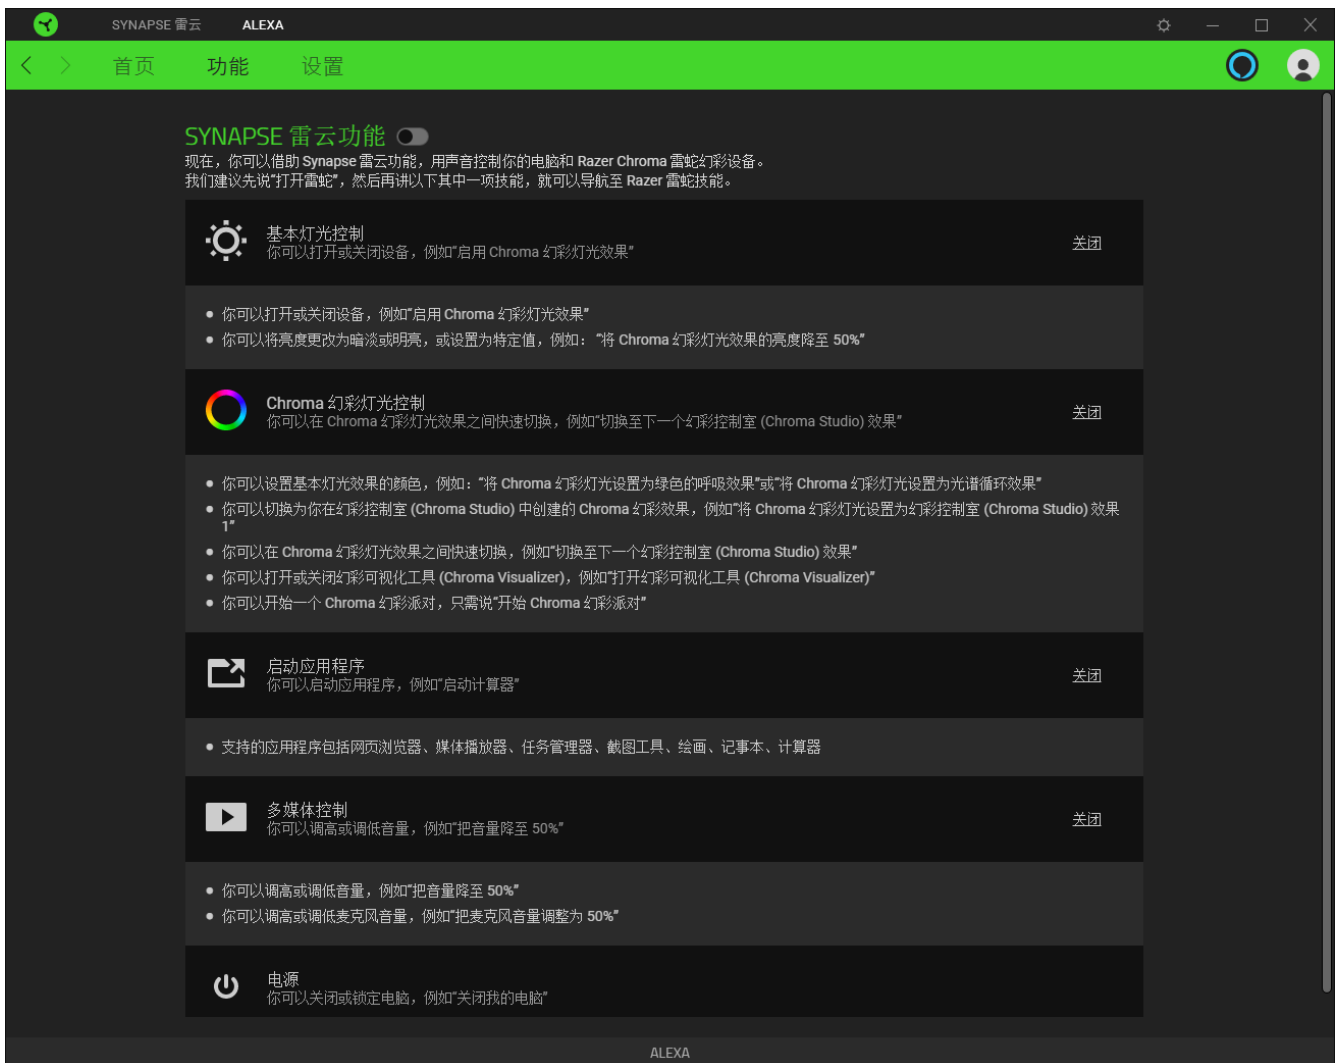 SYNAPSE 雷云 ALEXA
首页 功能 设置
SYNAPSE 雷云功能
现在，你可以借助 Synapse 雷云功能，用声音控制你的电脑和 Razer Chroma 雷蛇幻彩设备。
我们建议先说“打开雷蛇”，然后再讲以下其中一项技能，就可以导航至 Razer 雷蛇技能。
基本灯光控制
你可以打开或关闭设备，例如“启用 Chroma 幻彩灯光效果”
关闭
你可以打开或关闭设备，例如“启用 Chroma 幻彩灯光效果”
你可以将亮度更改为暗淡或明亮，或设置为特定值，例如：“将 Chroma 幻彩灯光效果的亮度降至 50%”
Chroma 幻彩灯光控制
你可以在 Chroma 幻彩灯光效果之间快速切换，例如“切换至下一个幻彩控制室 (Chroma Studio) 效果”
关闭
你可以设置基本灯光效果的颜色，例如：“将 Chroma 幻彩灯光设置为绿色的呼吸效果”或“将 Chroma 幻彩灯光设置为光谱循环效果”
你可以切换为你在幻彩控制室 (Chroma Studio) 中创建的 Chroma 幻彩效果，例如“将 Chroma 幻彩灯光设置为幻彩控制室 (Chroma Studio) 效果
1”
你可以在 Chroma 幻彩灯光效果之间快速切换，例如“切换至下一个幻彩控制室 (Chroma Studio) 效果”
你可以打开或关闭幻彩可视化工具 (Chroma Visualizer)，例如“打开幻彩可视化工具 (Chroma Visualizer)”
你可以开始一个 Chroma 幻彩派对，只需说“开始 Chroma 幻彩派对”
启动应用程序
你可以启动应用程序，例如“启动计算器”
关闭
支持的应用程序包括网页浏览器、媒体播放器、任务管理器、截图工具、绘画、记事本、计算器
多媒体控制
你可以调高或调低音量，例如“把音量降至 50%”
关闭
你可以调高或调低音量，例如“把音量降至 50%”
你可以调高或调低麦克风音量，例如“把麦克风音量调整为 50%”
电源
你可以关闭或锁定电脑，例如“关闭我的电脑”
ALEXA